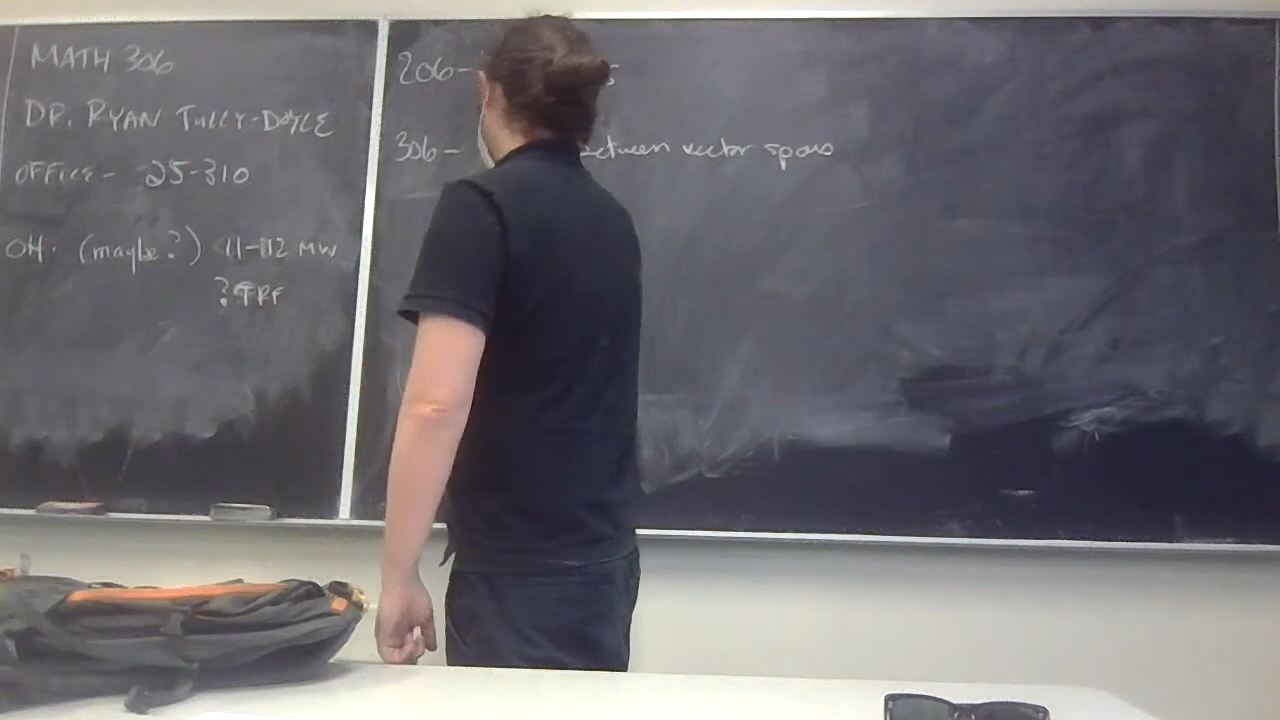 MATH 306
DR. RYAN TULLY-DOYLE
OFFICE - 25-310
OH. (maybe?) 11-12 MW
? TRF
206 -
306 - between vector spaces